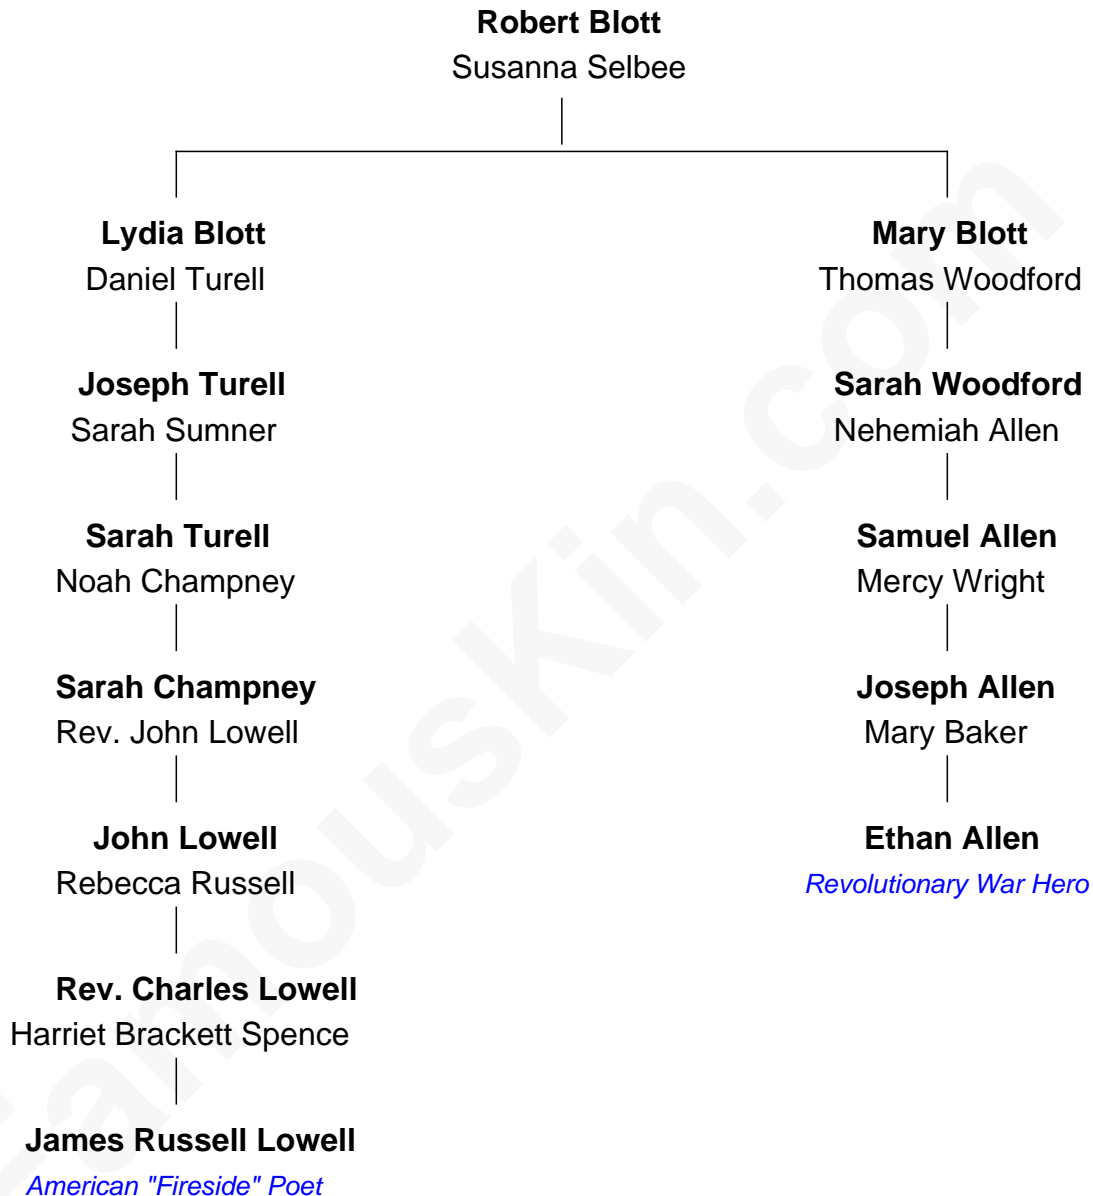 Robert Blott
Susanna Selbee
Lydia Blott
Daniel Turell
Mary Blott
Thomas Woodford
Joseph Turell
Sarah Sumner
Sarah Woodford
Nehemiah Allen
Sarah Turell
Noah Champney
Samuel Allen
Mercy Wright
Sarah Champney
Rev. John Lowell
Joseph Allen
Mary Baker
John Lowell
Rebecca Russell
Ethan Allen
Revolutionary War Hero
Rev. Charles Lowell
Harriet Brackett Spence
James Russell Lowell
American "Fireside" Poet
FamousKin.com